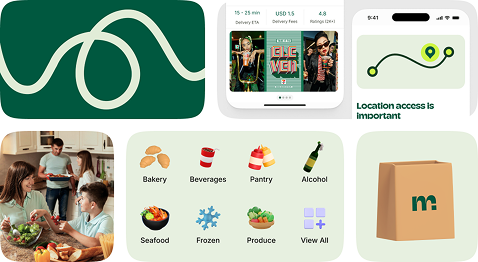 15 - 25 min
USD 1.5
4.8
Delivery ETA
Delivery Fees
Ratings (2K+)
9:41
Location access is
important
Bakery
Beverages
Pantry
Alcohol
Seafood
Frozen
Produce
View All
m